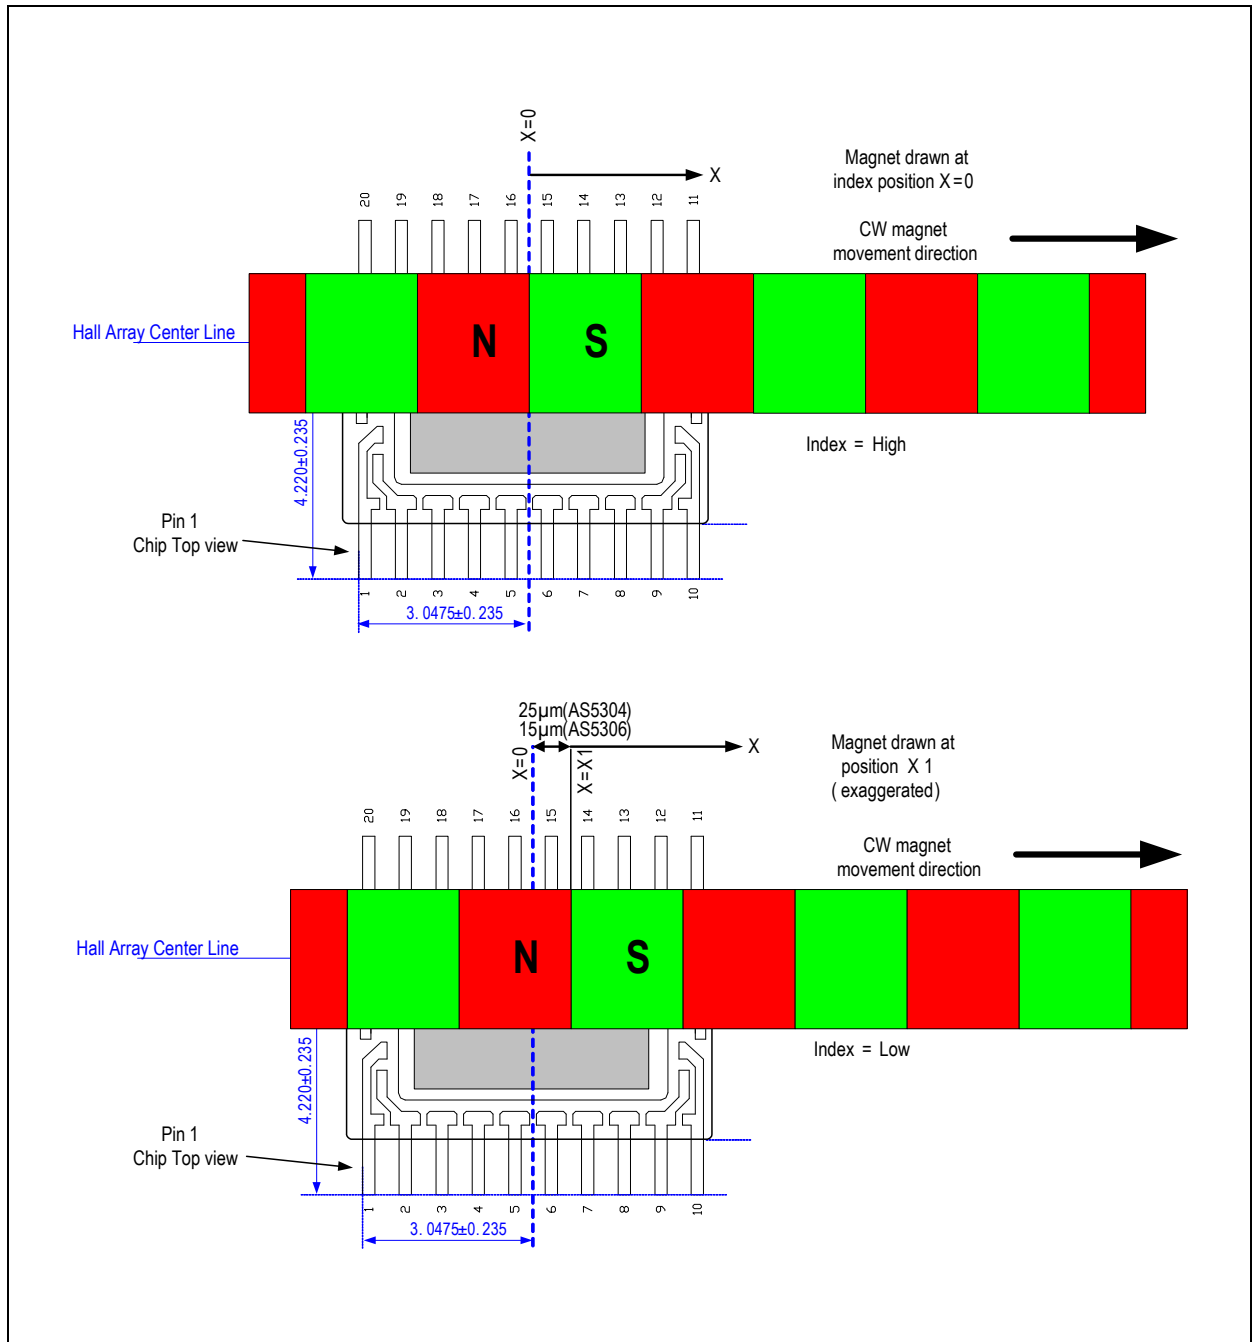 X=0
X
Magnet drawn at
index position X=0
20 19 18 17 16 15 14 13 12 11
CW magnet
movement direction
Hall Array Center Line
N S
Index = High
4.220±0.235
Pin 1
Chip Top view
1 2 3 4 5 6 7 8 9 10
3.0475±0.235
25µm(AS5304)
15µm(AS5306)
X=0
X=X1
X
Magnet drawn at
position X 1
( exaggerated)
20 19 18 17 16 15 14 13 12 11
CW magnet
movement direction
Hall Array Center Line
N S
Index = Low
4.220±0.235
Pin 1
Chip Top view
1 2 3 4 5 6 7 8 9 10
3.0475±0.235